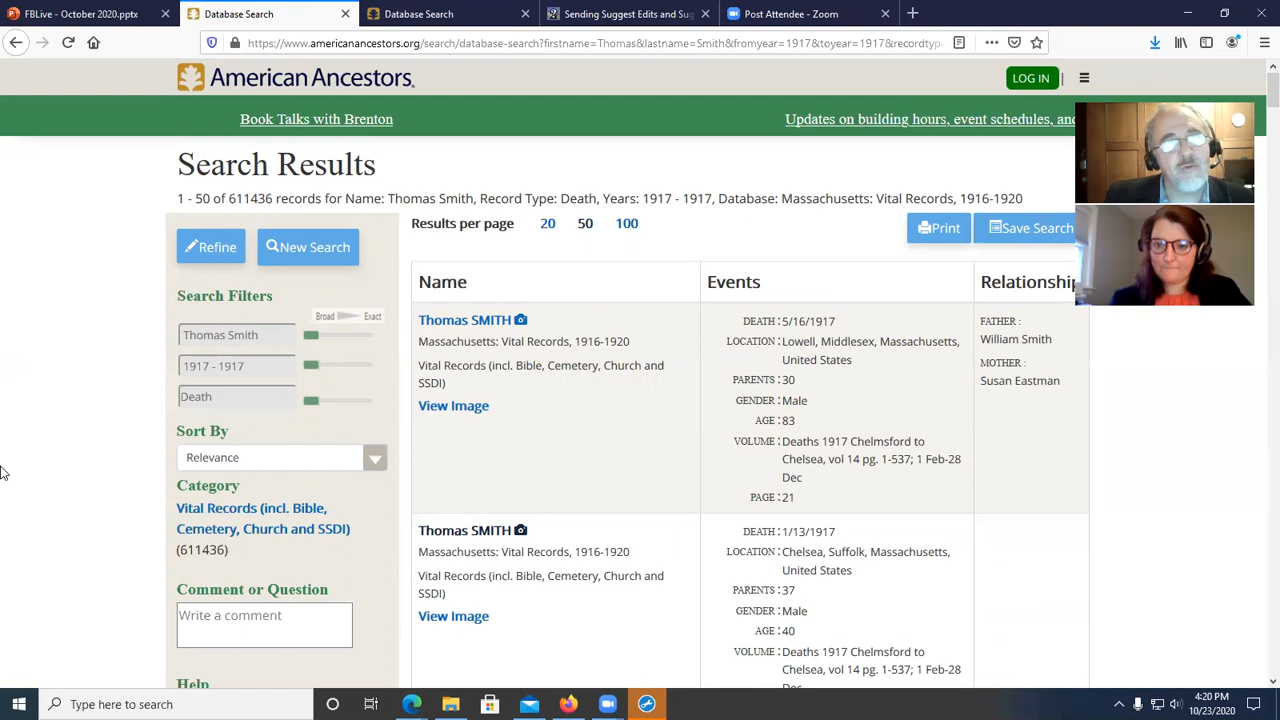 FBLive - October 2020.pptx
Database Search
Database Search
Sending Suggest Edits and Sug
Post Attendee - Zoom
https://www.americanancestors.org/search/database-search?firstname=Thomas&lastname=Smith&fromyear=1917&toyear=1917&recordtyp
American Ancestors.
LOG IN
Book Talks with Brenton
Updates on building hours, event schedules, and
Search Results
1 - 50 of 611436 records for Name: Thomas Smith, Record Type: Death, Years: 1917 - 1917, Database: Massachusetts: Vital Records, 1916-1920
Results per page 20 50 100
Print
Save Search
Refine
New Search
Search Filters
Broad Exact
Thomas Smith
1917 - 1917
Death
Sort By
Relevance
Category
Vital Records (incl. Bible,
Cemetery, Church and SSDI)
(611436)
Comment or Question
Write a comment
Help
Name
Events
Relationship
Thomas SMITH
Massachusetts: Vital Records, 1916-1920
Vital Records (incl. Bible, Cemetery, Church and
SSDI)
View Image
DEATH : 5/16/1917
LOCATION : Lowell, Middlesex, Massachusetts,
United States
PARENTS : 30
GENDER : Male
AGE : 83
VOLUME : Deaths 1917 Chelmsford to
Chelsea, vol 14 pg. 1-537; 1 Feb-28
Dec
PAGE : 21
FATHER :
William Smith
MOTHER :
Susan Eastman
Thomas SMITH
Massachusetts: Vital Records, 1916-1920
Vital Records (incl. Bible, Cemetery, Church and
SSDI)
View Image
DEATH : 1/13/1917
LOCATION : Chelsea, Suffolk, Massachusetts,
United States
PARENTS : 37
GENDER : Male
AGE : 40
VOLUME : Deaths 1917 Chelmsford to
Chelsea, vol 14 pg. 1-537; 1 Feb-28
Dec
Type here to search
4:20 PM
10/23/2020